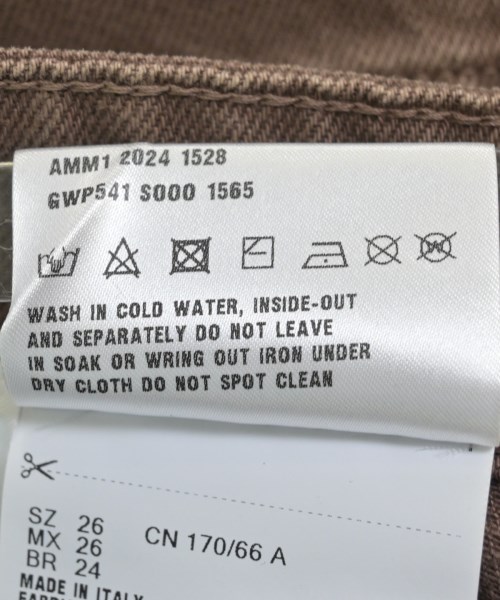 AMM1 2024 1528
GWP541 S000 1565
WASH IN COLD WATER, INSIDE-OUT
AND SEPARATELY DO NOT LEAVE
IN SOAK OR WRING OUT IRON UNDER
DRY CLOTH DO NOT SPOT CLEAN
SZ 26
MX 26
BR 24
CN 170/66 A
MADE IN ITALY